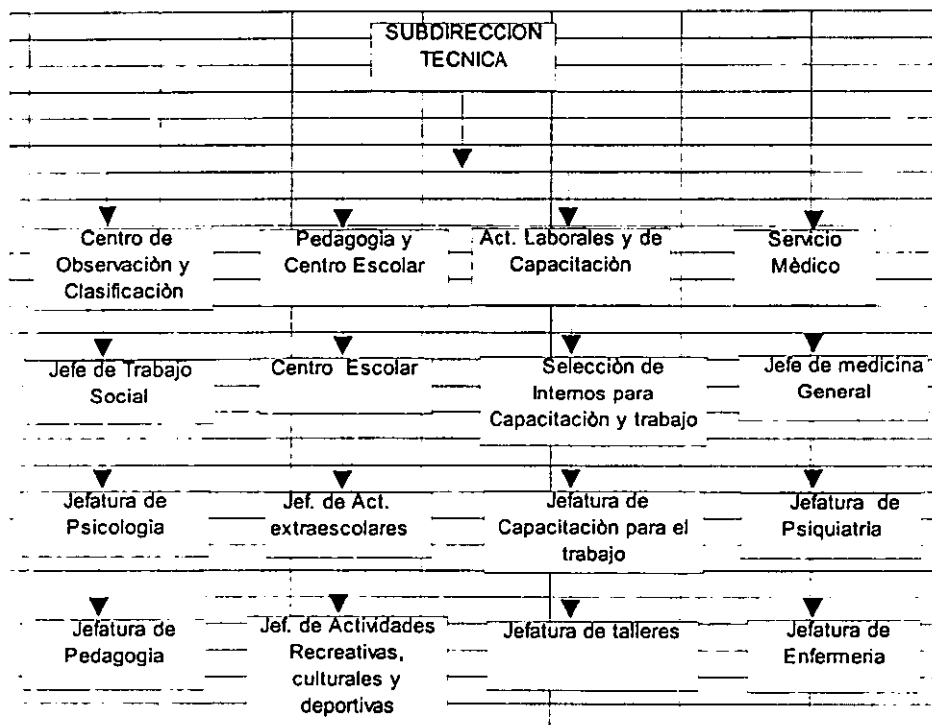 SUBDIRECCION
TECNICA
Centro de
Observaciòn y
Clasificaciòn
Pedagogia y
Centro Escolar
Act. Laborales y de
Capacitaciòn
Servicio
Mèdico
Jefe de Trabajo
Social
Centro Escolar
Selecciòn de
Internos para
Capacitaciòn y trabajo
Jefe de medicina
General
Jefatura de
Psicologia
Jef. de Act.
extraescolares
Jefatura de
Capacitaciòn para el
trabajo
Jefatura de
Psiquiatria
Jefatura de
Pedagogia
Jef. de Actividades
Recreativas,
culturales y
deportivas
Jefatura de talleres
Jefatura de
Enfermeria